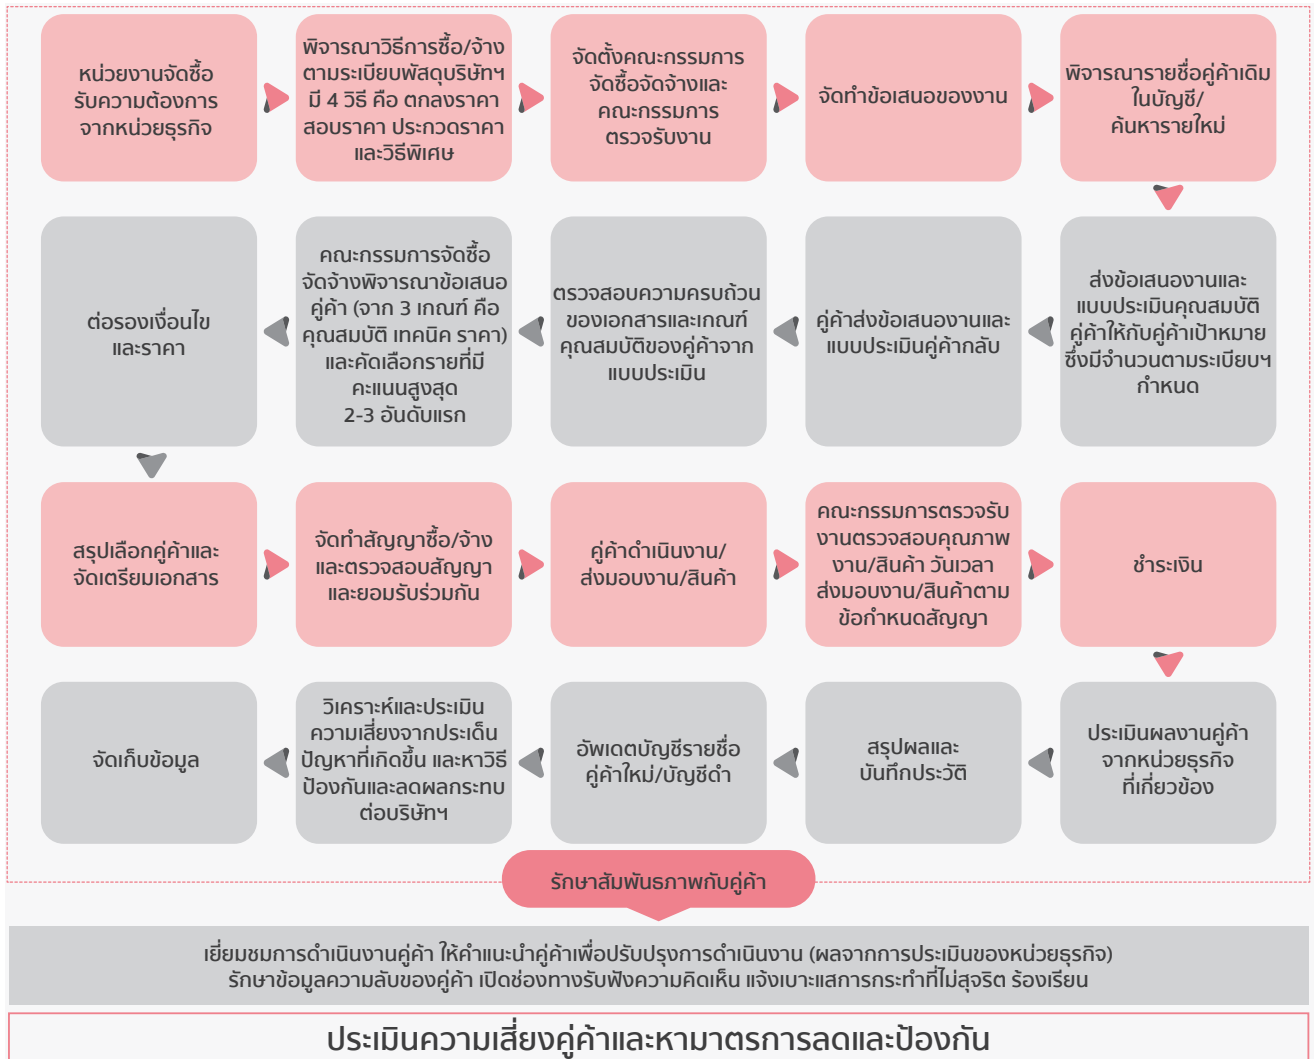 หน่วยงานจัดซื้อ
รับความต้องการ
จากหน่วยธุรกิจ
พิจารณาวิธีการซื้อ/จ้าง
ตามระเบียบพัสดุบริษัทฯ
มี 4 วิธี คือ ตกลงราคา
สอบราคา ประกวดราคา
และวิธีพิเศษ
จัดตั้งคณะกรรมการ
จัดซื้อจัดจ้างและ
คณะกรรมการ
ตรวจรับงาน
จัดทำข้อเสนอของงาน
พิจารณารายชื่อคู่ค้าเดิม
ในบัญชี/
ค้นหารายใหม่
ส่งข้อเสนองานและ
แบบประเมินคุณสมบัติ
คู่ค้าให้กับคู่ค้าเป้าหมาย
ซึ่งมีจำนวนตามระเบียบฯ
กำหนด
คู่ค้าส่งข้อเสนองานและ
แบบประเมินคู่ค้ากลับ
ตรวจสอบความครบถ้วน
ของเอกสารและเกณฑ์
คุณสมบัติของคู่ค้าจาก
แบบประเมิน
คณะกรรมการจัดซื้อ
จัดจ้างพิจารณาข้อเสนอ
คู่ค้า (จาก 3 เกณฑ์ คือ
คุณสมบัติ เทคนิค ราคา)
และคัดเลือกรายที่มี
คะแนนสูงสุด
2-3 อันดับแรก
ต่อรองเงื่อนไข
และราคา
สรุปเลือกคู่ค้าและ
จัดเตรียมเอกสาร
จัดทำสัญญาซื้อ/จ้าง
และตรวจสอบสัญญา
และยอมรับร่วมกัน
คู่ค้าดำเนินงาน/
ส่งมอบงาน/สินค้า
คณะกรรมการตรวจรับ
งานตรวจสอบคุณภาพ
งาน/สินค้า วันเวลา
ส่งมอบงาน/สินค้าตาม
ข้อกำหนดสัญญา
ชำระเงิน
ประเมินผลงานคู่ค้า
จากหน่วยธุรกิจ
ที่เกี่ยวข้อง
สรุปผลและ
บันทึกประวัติ
อัพเดตบัญชีรายชื่อ
คู่ค้าใหม่/บัญชีดำ
วิเคราะห์และประเมิน
ความเสี่ยงจากประเด็น
ปัญหาที่เกิดขึ้น และหาวิธี
ป้องกันและลดผลกระทบ
ต่อบริษัทฯ
จัดเก็บข้อมูล
รักษาสัมพันธภาพกับคู่ค้า
เยี่ยมชมการดำเนินงานคู่ค้า ให้คำแนะนำคู่ค้าเพื่อปรับปรุงการดำเนินงาน (ผลจากการประเมินของหน่วยธุรกิจ)
รักษาข้อมูลความลับของคู่ค้า เปิดช่องทางรับฟังความคิดเห็น แจ้งเบาะแสการกระทำที่ไม่สุจริต ร้องเรียน
ประเมินความเสี่ยงคู่ค้าและหามาตรการลดและป้องกัน